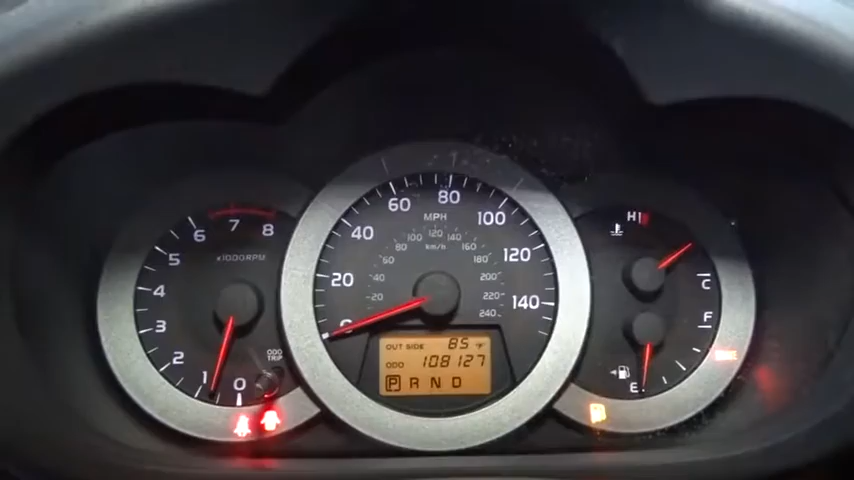 x1000RPM
0 1 2 3 4 5 6 7 8
ODO
TRIP
MPH
km/h
0 20 40 60 80 100 120 140
20 40 60 80 100 120 140 160 180 200 220 240
OUT SIDE 85 °F
ODO 108127
P R N D
HI
C
F
E